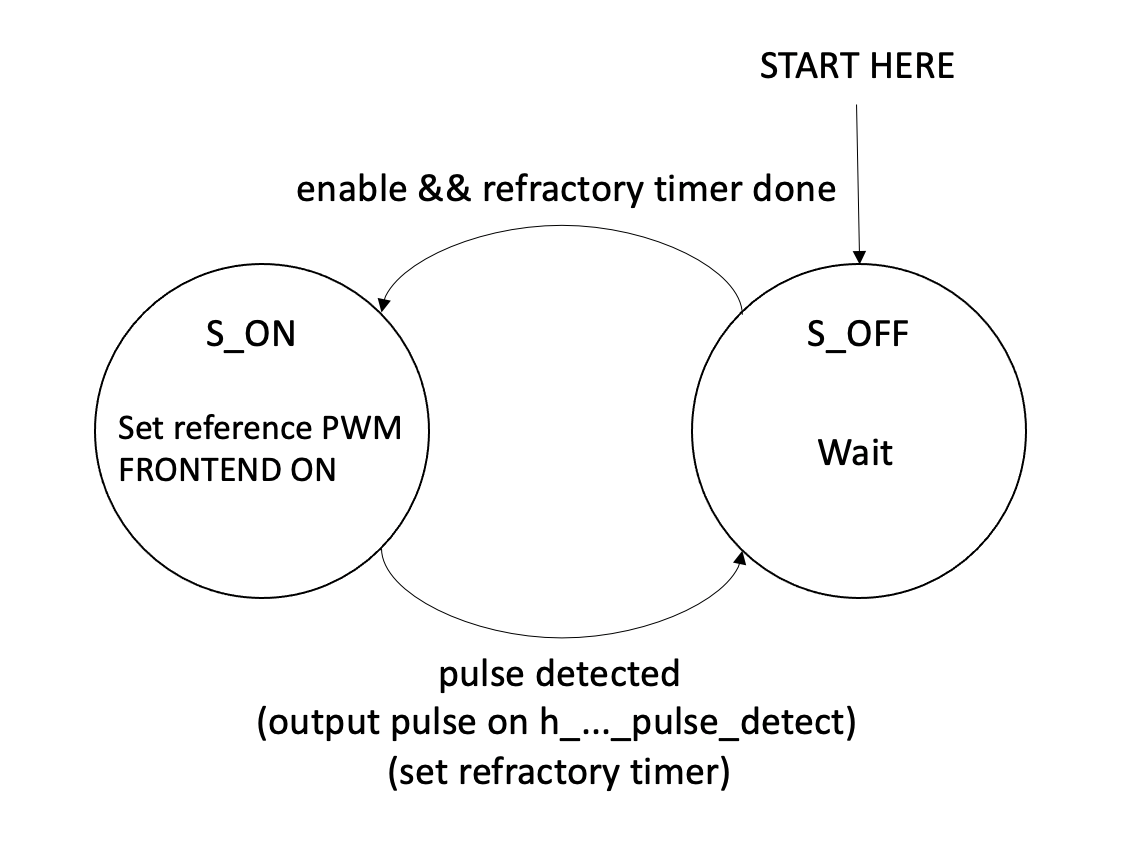 START HERE
enable && refractory timer done
S_ON
Set reference PWM
FRONTEND ON
S_OFF
Wait
pulse detected
(output pulse on h_..._pulse_detect)
(set refractory timer)